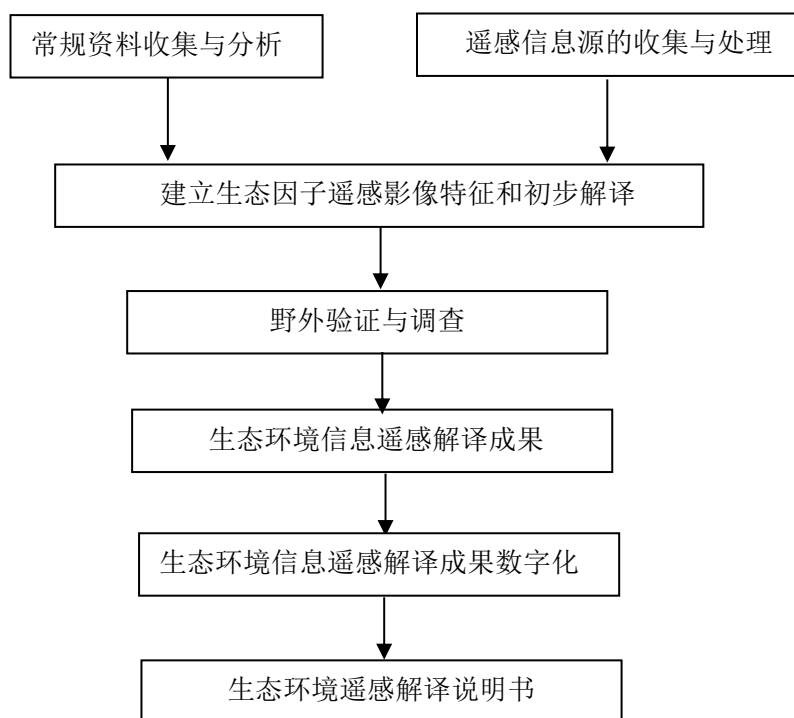 常规资料收集与分析
遥感信息源的收集与处理
建立生态因子遥感影像特征和初步解译
野外验证与调查
生态环境信息遥感解译成果
生态环境信息遥感解译成果数字化
生态环境遥感解译说明书